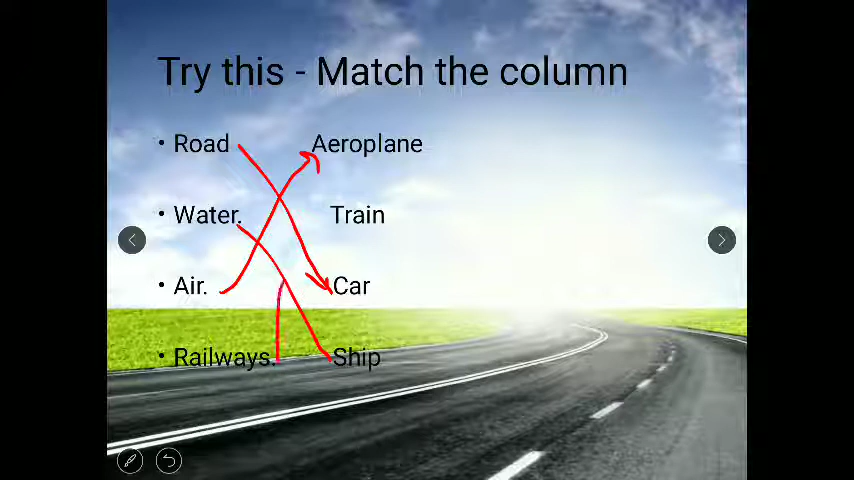 Try this - Match the column
• Road Aeroplane
• Water. Train
• Air. Car
• Railways. Ship